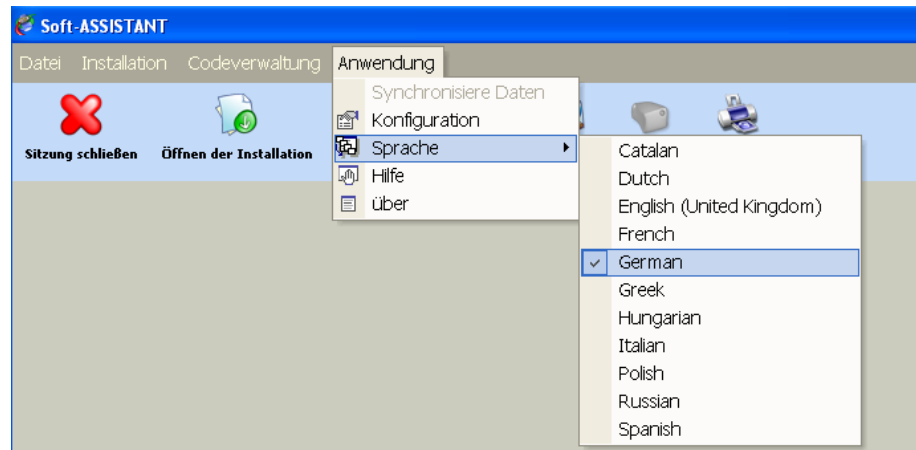 Soft-ASSISTANT
Datei Installation Codeverwaltung Anwendung
Sitzung schließen Öffnen der Installation
Synchronisiere Daten
Konfiguration
Sprache
Hilfe
über
Catalan
Dutch
English (United Kingdom)
French
German
Greek
Hungarian
Italian
Polish
Russian
Spanish